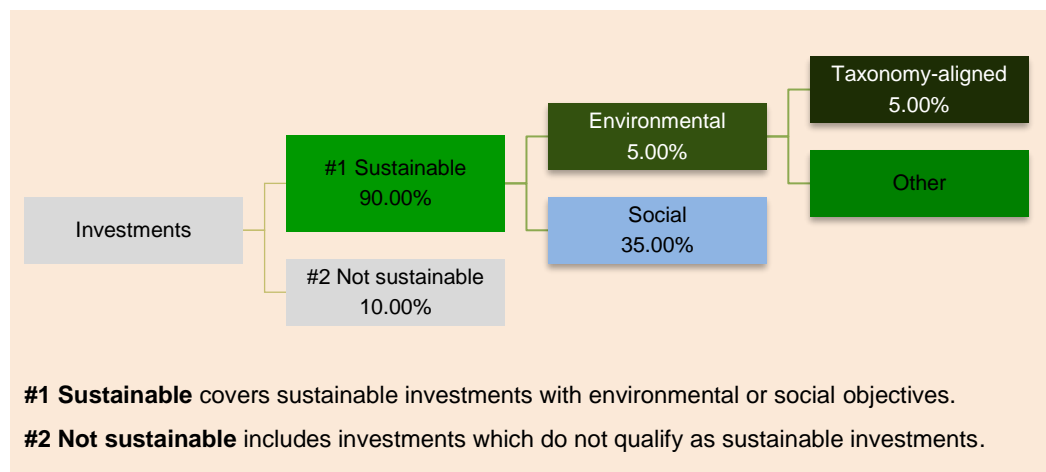 Taxonomy-aligned
5.00%
Environmental
5.00%
#1 Sustainable
90.00%
Other
Social
35.00%
Investments
#2 Not sustainable
10.00%
#1 Sustainable covers sustainable investments with environmental or social objectives.
#2 Not sustainable includes investments which do not qualify as sustainable investments.